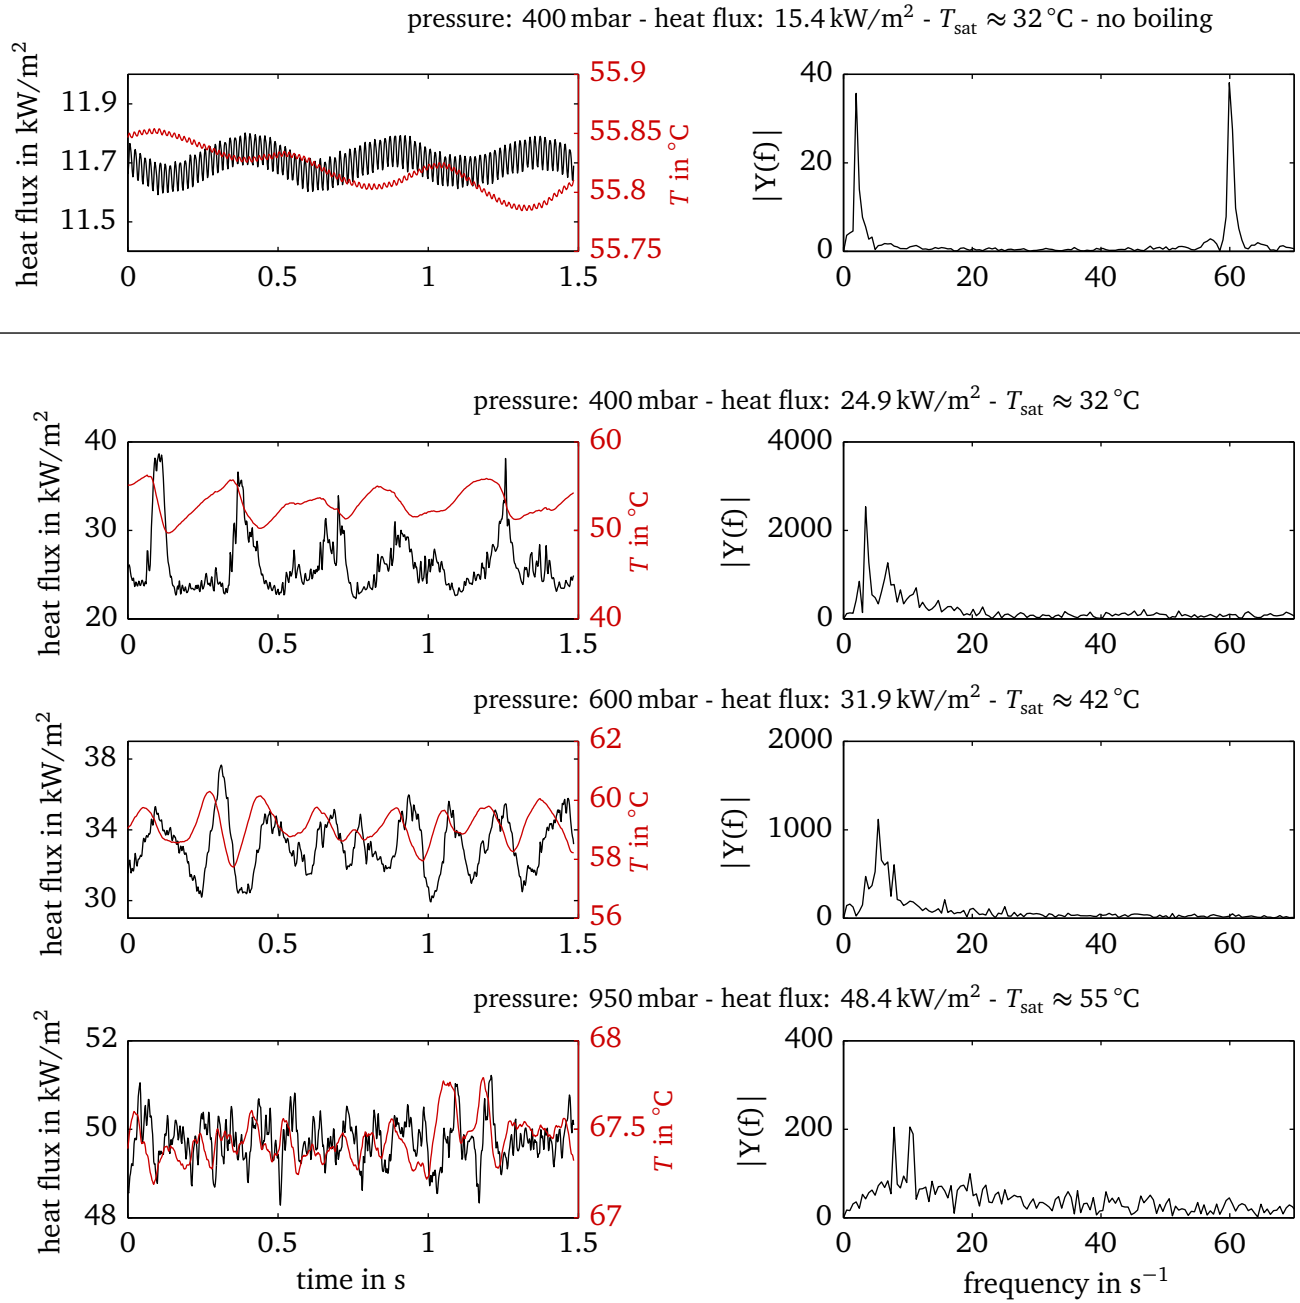 pressure: 400 mbar - heat flux: 15.4 kW/m² - T_sat ≈ 32 °C - no boiling
heat flux in kW/m²
11.9
11.7
11.5
0 0.5 1 1.5
55.9
55.85
55.8
55.75
T in °C
|Y(f)|
40
20
0
0 20 40 60
pressure: 400 mbar - heat flux: 24.9 kW/m² - T_sat ≈ 32 °C
heat flux in kW/m²
40
30
20
0 0.5 1 1.5
60
50
40
T in °C
|Y(f)|
4000
2000
0
0 20 40 60
pressure: 600 mbar - heat flux: 31.9 kW/m² - T_sat ≈ 42 °C
heat flux in kW/m²
38
34
30
0 0.5 1 1.5
62
60
58
56
T in °C
|Y(f)|
2000
1000
0
0 20 40 60
pressure: 950 mbar - heat flux: 48.4 kW/m² - T_sat ≈ 55 °C
heat flux in kW/m²
52
50
48
0 0.5 1 1.5
time in s
68
67.5
67
T in °C
|Y(f)|
400
200
0
0 20 40 60
frequency in s⁻¹